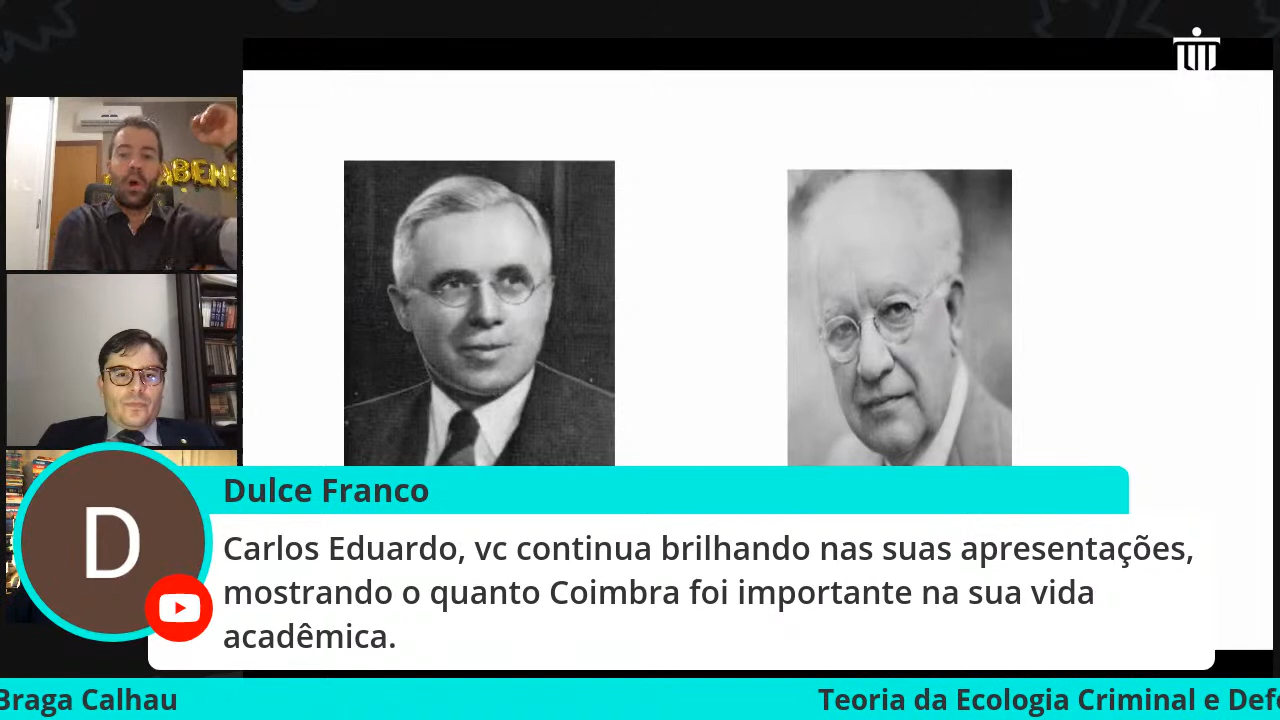 Dulce Franco
Carlos Eduardo, vc continua brilhando nas suas apresentações,
mostrando o quanto Coimbra foi importante na sua vida
acadêmica.
D
Braga Calhau
Teoria da Ecologia Criminal e